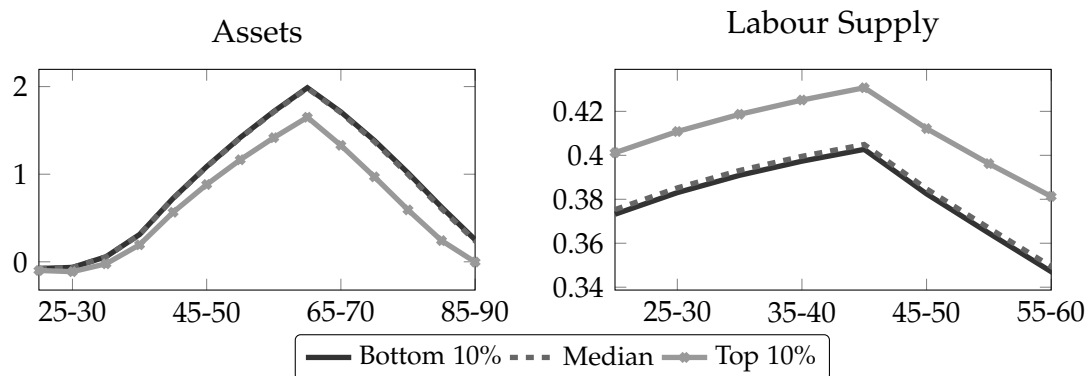 Assets
2
1
0
25-30 45-50 65-70 85-90
Labour Supply
0.42
0.4
0.38
0.36
0.34
25-30 35-40 45-50 55-60
Bottom 10% Median Top 10%